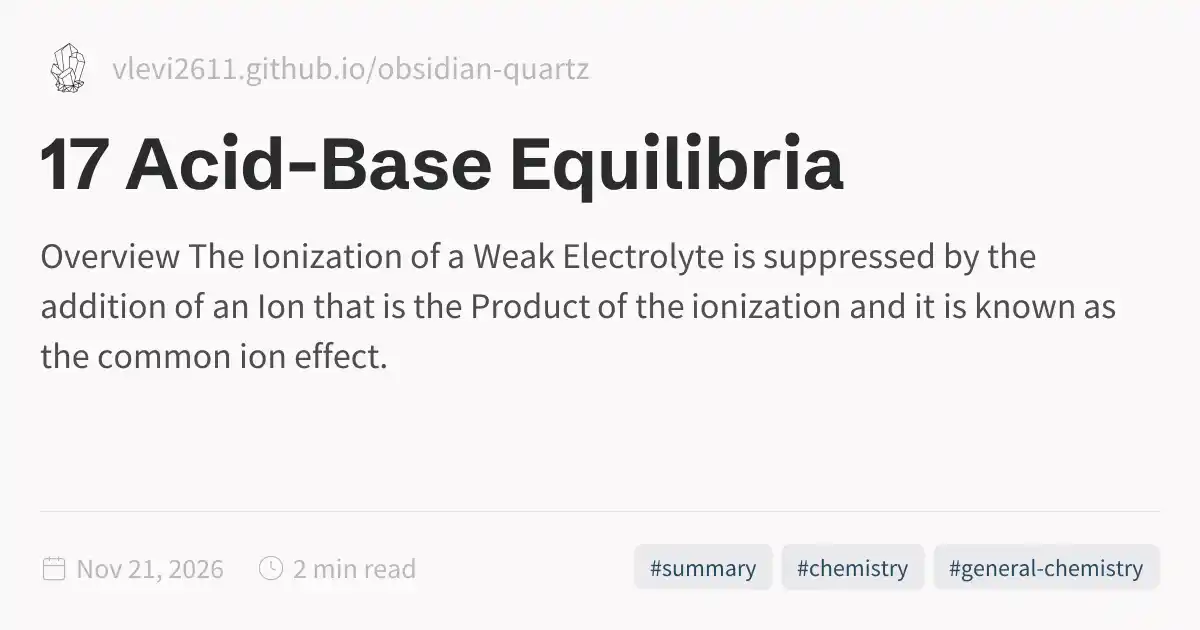 vlevi2611.github.io/obsidian-quartz
17 Acid-Base Equilibria
Overview The Ionization of a Weak Electrolyte is suppressed by the
addition of an Ion that is the Product of the ionization and it is known as
the common ion effect.
Nov 21, 2026 2 min read #summary #chemistry #general-chemistry